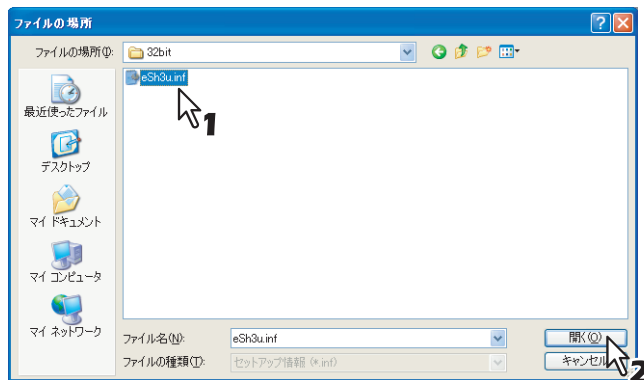 ファイルの場所
ファイルの場所(I):
32bit
eSh3u.inf
1
最近使ったファイル
デスクトップ
マイ ドキュメント
マイ コンピュータ
マイ ネットワーク
ファイル名(N):
eSh3u.inf
開く(O)
ファイルの種類(T):
セットアップ情報 (*.inf)
キャンセル
2